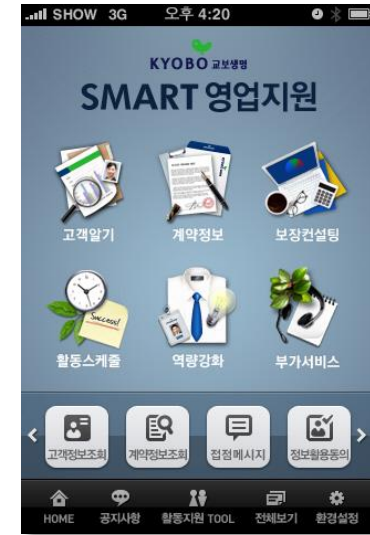 SHOW 3G 오후 4:20
KYOBO 교보생명
SMART 영업지원
고객알기 계약정보 보장컨설팅
Success!
활동스케줄 역량강화 부가서비스
고객정보조회 계약정보조회 접점메시지 정보활용동의
HOME 공지사항 활동지원 TOOL 전체보기 환경설정